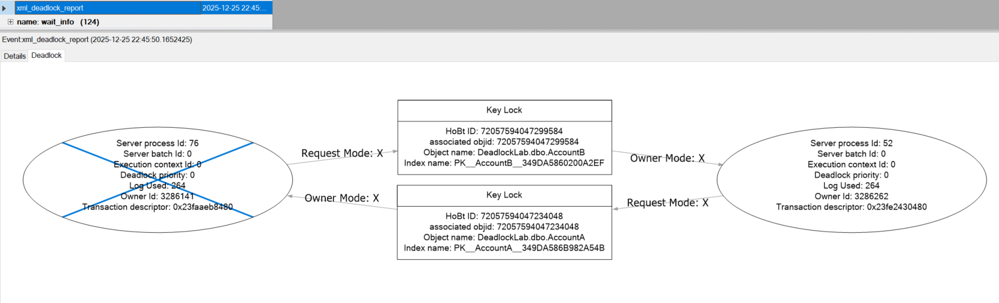 xml_deadlock_report 2025-12-25 22:45:...
name: wait_info (124)
Event:xml_deadlock_report (2025-12-25 22:45:50.1652425)
Details Deadlock
Server process Id: 76
Server batch Id: 0
Execution context Id: 0
Deadlock priority: 0
Log Used: 264
Owner Id: 3286141
Transaction descriptor: 0x23faaeb8480
Request Mode: X
Owner Mode: X
Key Lock
HoBt ID: 72057594047299584
associated objid: 72057594047299584
Object name: DeadlockLab.dbo.AccountB
Index name: PK__AccountB__349DA5860200A2EF
Key Lock
HoBt ID: 72057594047234048
associated objid: 72057594047234048
Object name: DeadlockLab.dbo.AccountA
Index name: PK__AccountA__349DA586B982A54B
Owner Mode: X
Request Mode: X
Server process Id: 52
Server batch Id: 0
Execution context Id: 0
Deadlock priority: 0
Log Used: 264
Owner Id: 3286262
Transaction descriptor: 0x23fe2430480